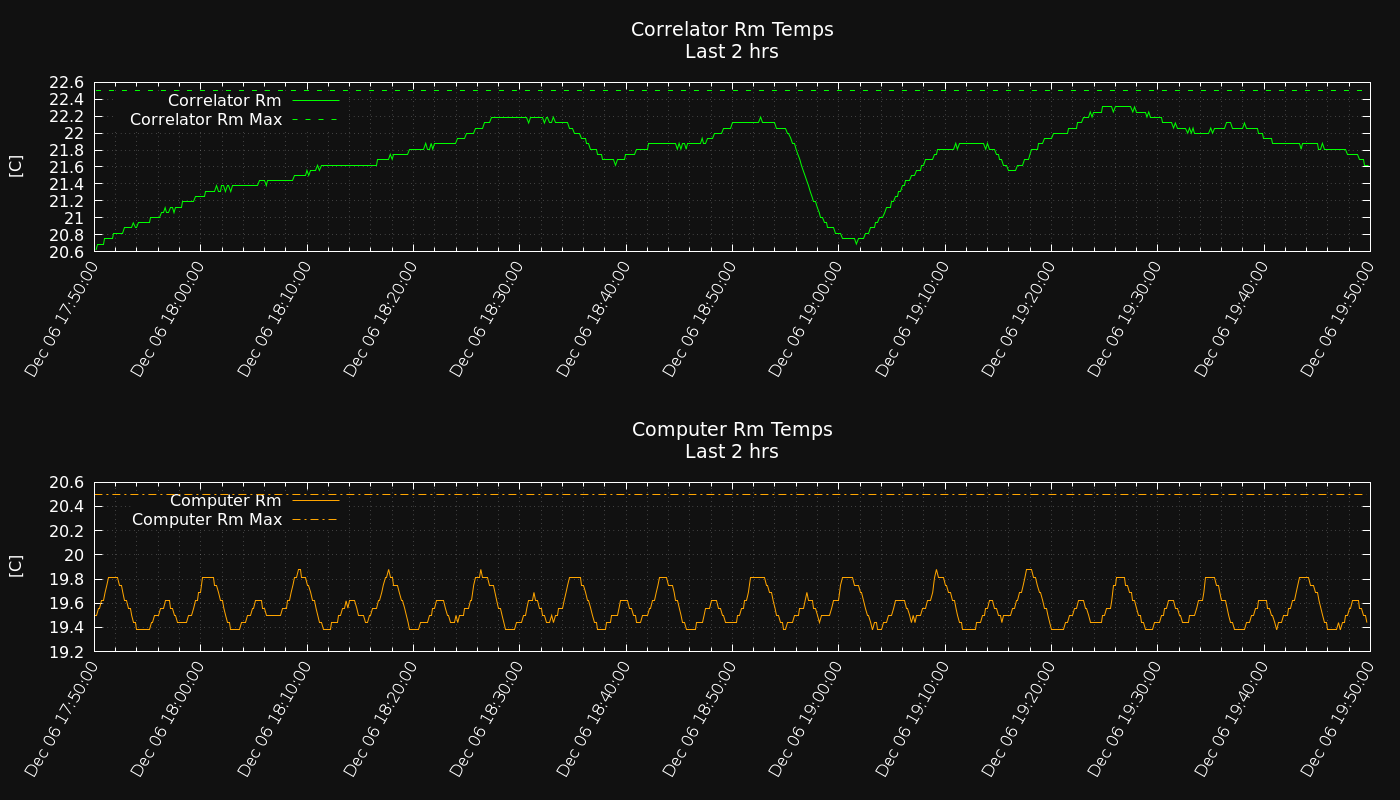 Correlator Rm Temps
Last 2 hrs
22.6
22.4
22.2
22
21.8
21.6
21.4
21.2
21
20.8
20.6
[C]
Correlator Rm
Correlator Rm Max
Dec 06 17:50:00
Dec 06 18:00:00
Dec 06 18:10:00
Dec 06 18:20:00
Dec 06 18:30:00
Dec 06 18:40:00
Dec 06 18:50:00
Dec 06 19:00:00
Dec 06 19:10:00
Dec 06 19:20:00
Dec 06 19:30:00
Dec 06 19:40:00
Dec 06 19:50:00
Computer Rm Temps
Last 2 hrs
20.6
20.4
20.2
20
19.8
19.6
19.4
19.2
[C]
Computer Rm
Computer Rm Max
Dec 06 17:50:00
Dec 06 18:00:00
Dec 06 18:10:00
Dec 06 18:20:00
Dec 06 18:30:00
Dec 06 18:40:00
Dec 06 18:50:00
Dec 06 19:00:00
Dec 06 19:10:00
Dec 06 19:20:00
Dec 06 19:30:00
Dec 06 19:40:00
Dec 06 19:50:00